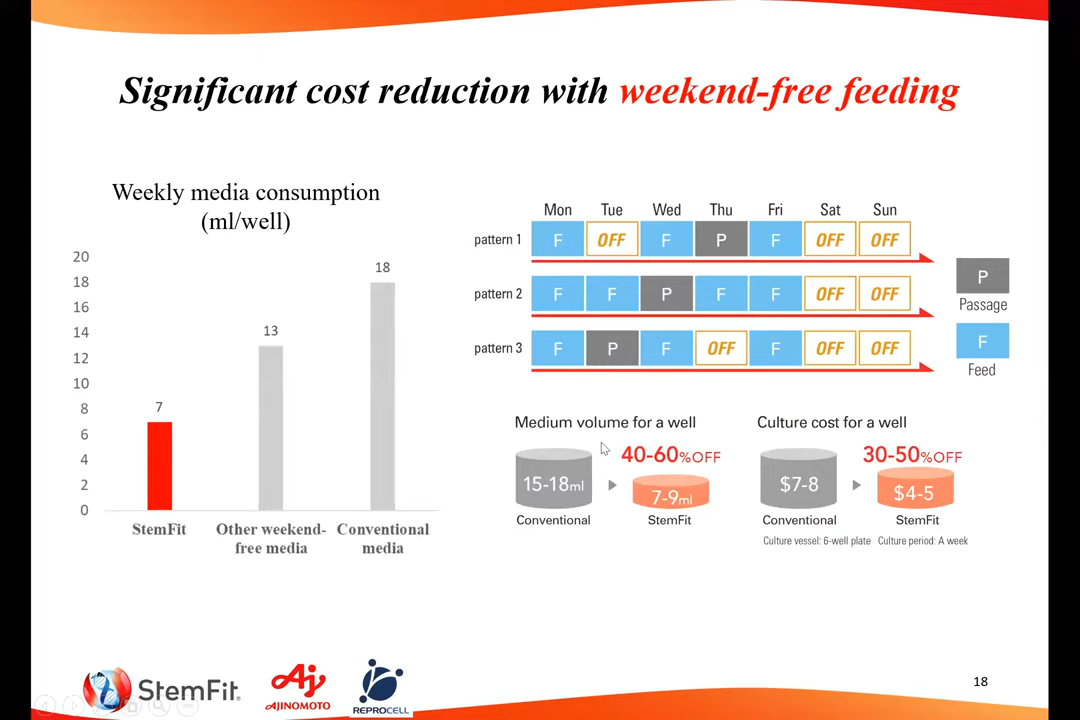 Significant cost reduction with weekend-free feeding
Weekly media consumption
(ml/well)
20
18
16
14
12
10
8
6
4
2
0
7
13
18
StemFit
Other weekend-
free media
Conventional
media
Mon Tue Wed Thu Fri Sat Sun
pattern 1 F OFF F P F OFF OFF
pattern 2 F F P F F OFF OFF
pattern 3 F P F OFF F OFF OFF
P
Passage
F
Feed
Medium volume for a well
40-60%OFF
15-18ml
7-9ml
Conventional StemFit
Culture cost for a well
30-50%OFF
$7-8
$4-5
Conventional StemFit
Culture vessel: 6-well plate Culture period: A week
StemFit®
AJINOMOTO
REPROCELL
18